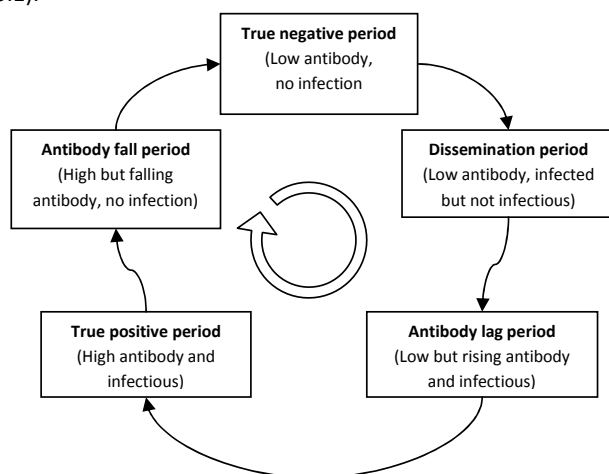 True negative period
(Low antibody,
no infection
Dissemination period
(Low antibody, infected
but not infectious)
Antibody lag period
(Low but rising antibody
and infectious)
True positive period
(High antibody and
infectious)
Antibody fall period
(High but falling
antibody, no infection)